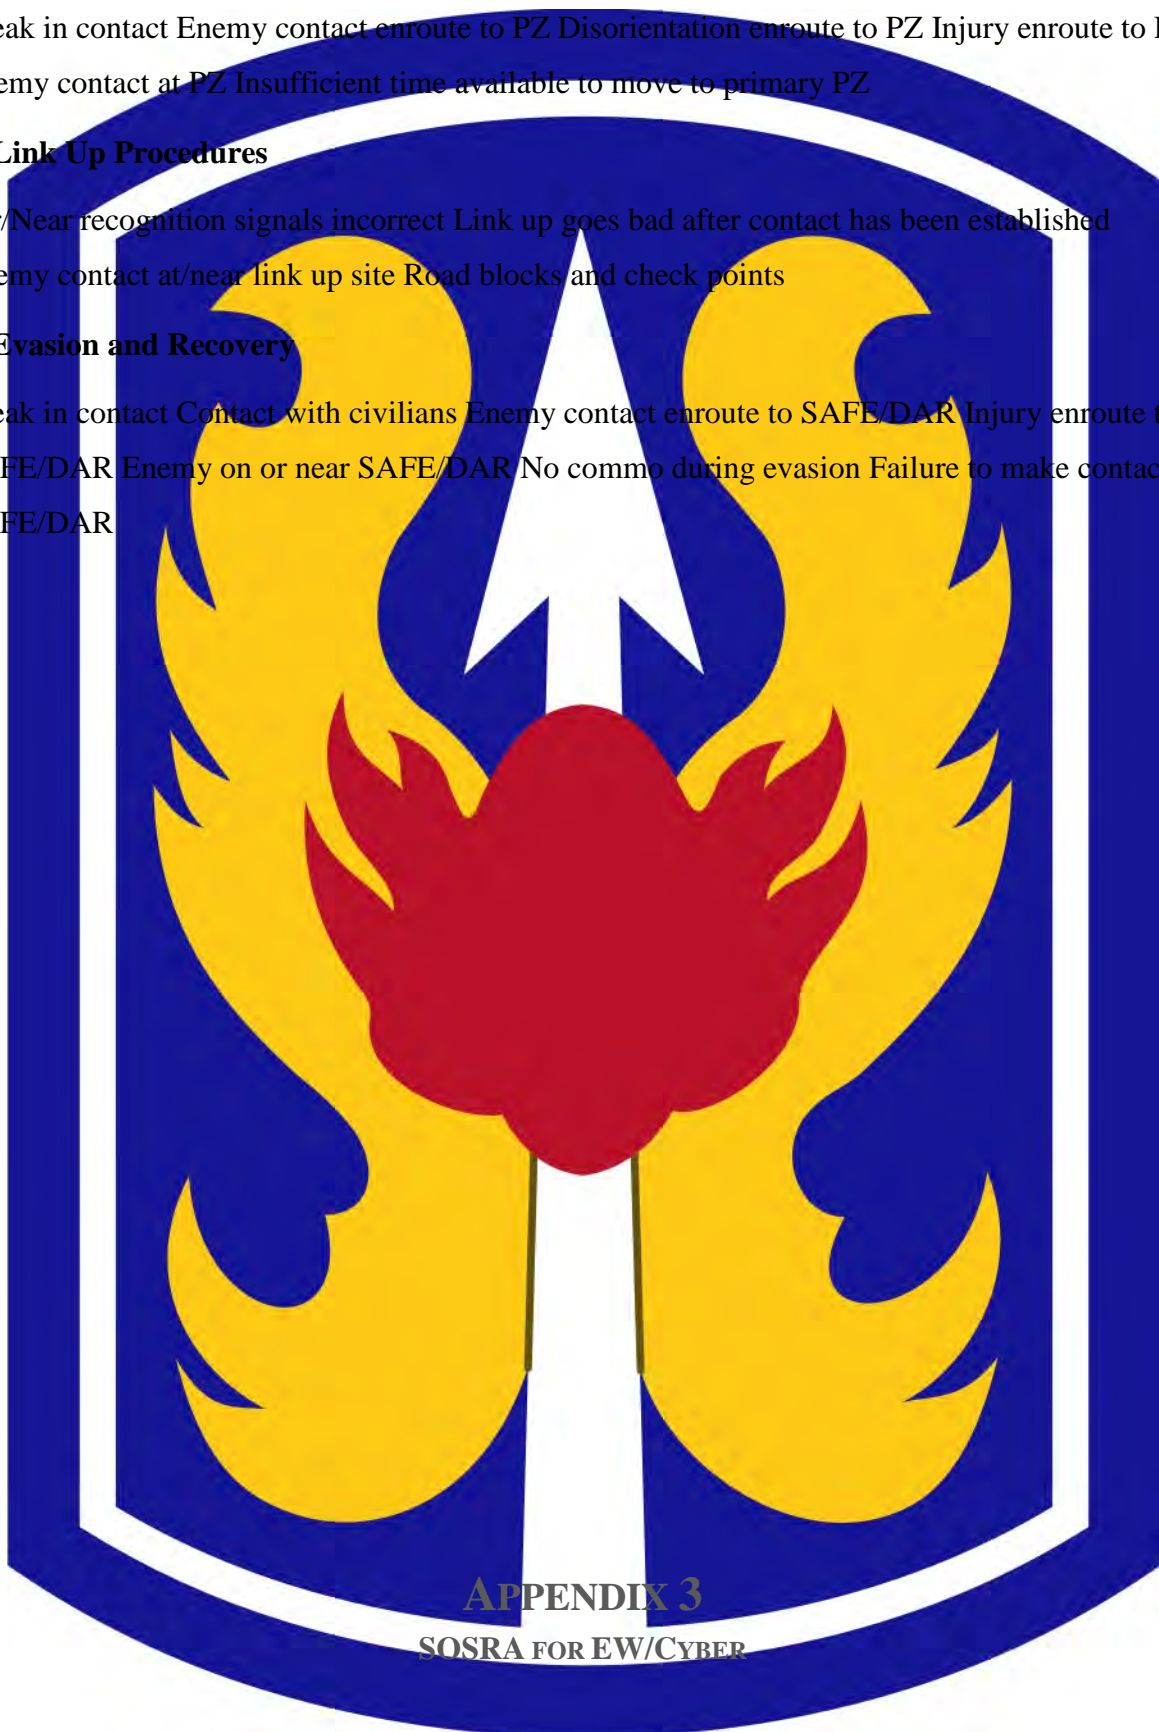 eak in contact Enemy contact enroute to PZ Disorientation enroute to PZ Injury enroute to
emy contact at PZ Insufficient time available to move to primary PZ
Link Up Procedures
r/Near recognition signals incorrect Link up goes bad after contact has been established
emy contact at/near link up site Road blocks and check points
Evasion and Recovery
eak in contact Contact with civilians Enemy contact enroute to SAFE/DAR Injury enroute t
FE/DAR Enemy on or near SAFE/DAR No commo during evasion Failure to make contac
FE/DAR
APPENDIX 3
SOSRA FOR EW/CYBER